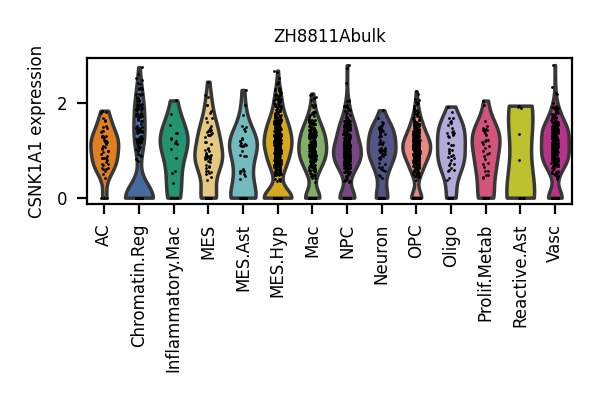 ZH8811Abulk
CSNK1A1 expression
2
0
AC
Chromatin.Reg
Inflammatory.Mac
MES
MES.Ast
MES.Hyp
Mac
NPC
Neuron
OPC
Oligo
Prolif.Metab
Reactive.Ast
Vasc